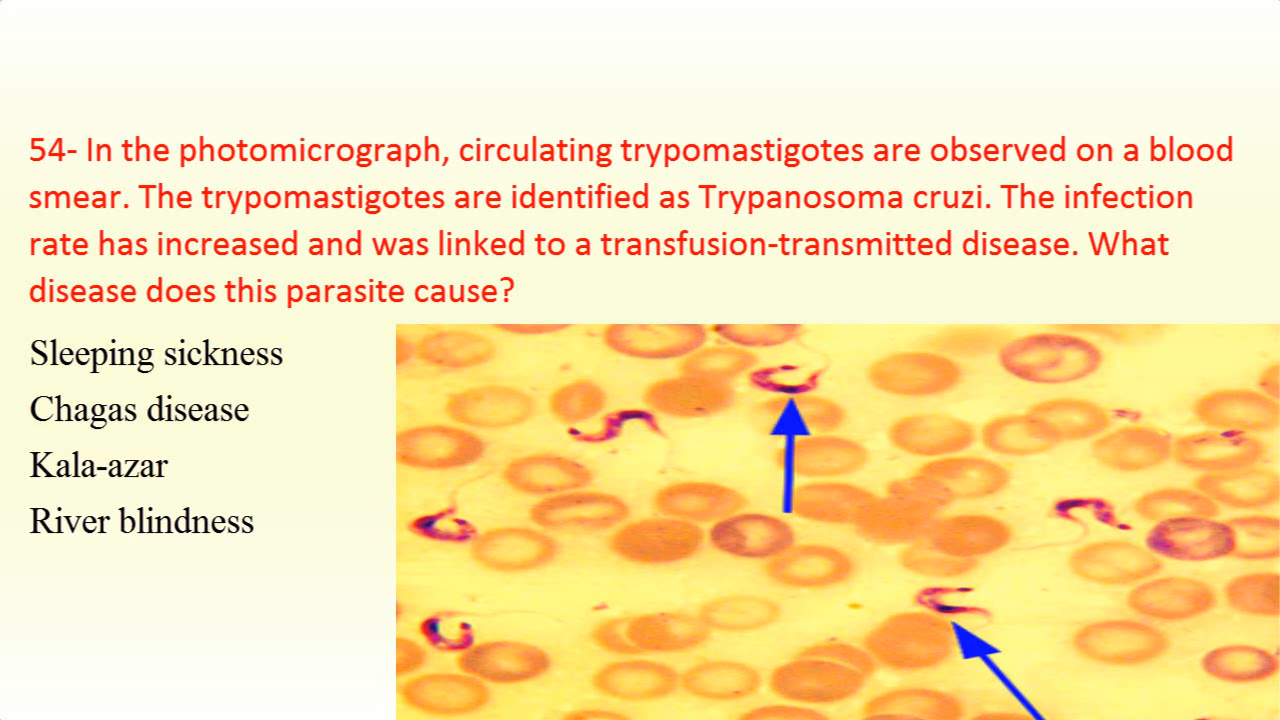 54- In the photomicrograph, circulating trypomastigotes are observed on a blood
smear. The trypomastigotes are identified as Trypanosoma cruzi. The infection
rate has increased and was linked to a transfusion-transmitted disease. What
disease does this parasite cause?
Sleeping sickness
Chagas disease
Kala-azar
River blindness